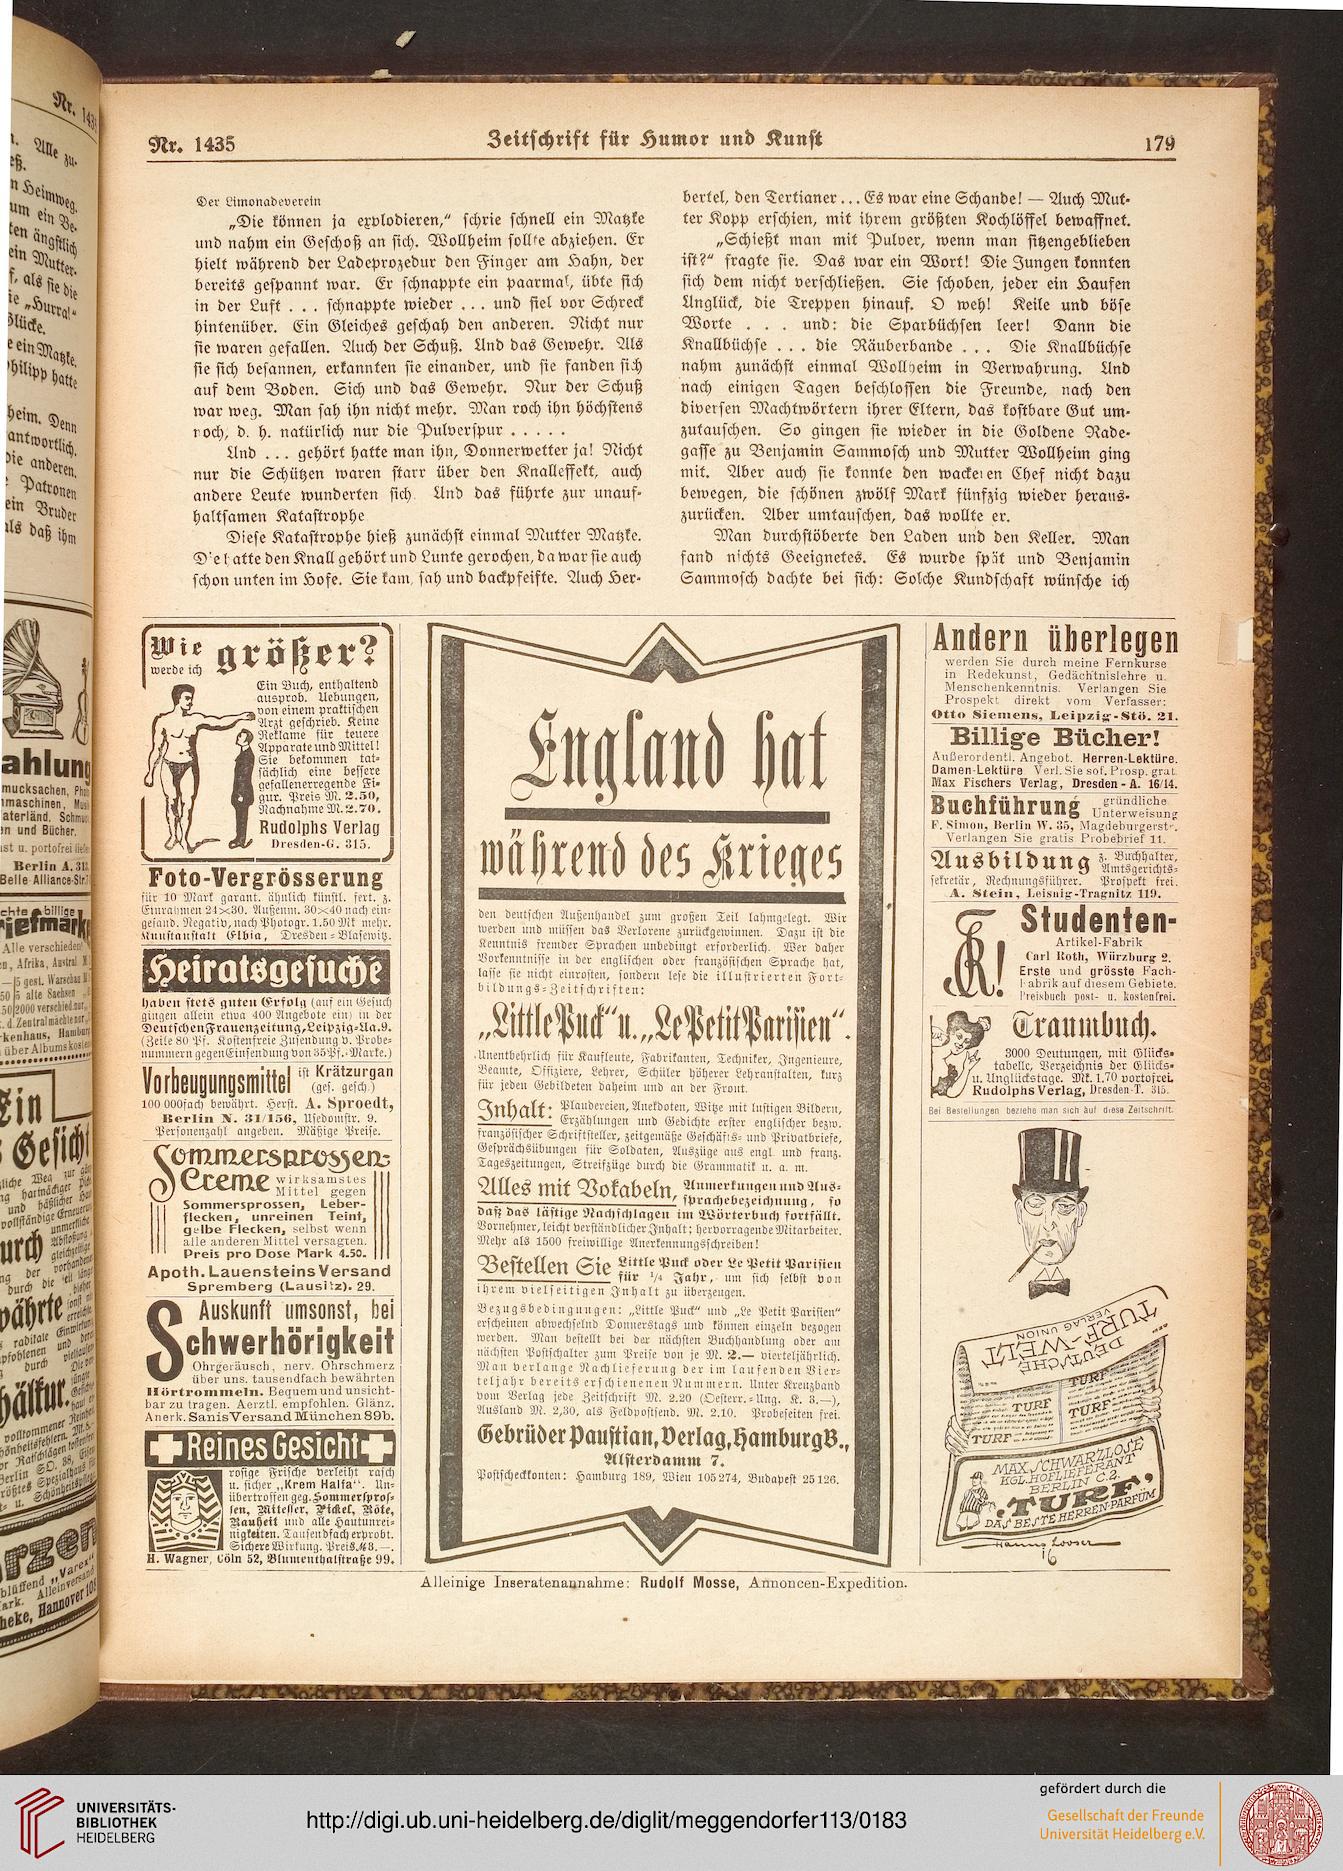 Nr. 1435
Zeitschrift für Humor und Kunst
179
Der Limonadeverein
„Die können ja explodieren,“ schrie schnell ein Matzke
und nahm ein Geschoß an sich. Wollheim sollte abziehen. Er
hielt während der Ladeprozedur den Finger am Hahn, der
bereits gespannt war. Er schnappte ein paarmal, übte sich
in der Luft . . . schnappte wieder . . . und fiel vor Schreck
hintenüber. Ein Gleiches geschah den anderen. Nicht nur
sie waren gefallen. Auch der Schuß. Und das Gewehr. Als
sie sich besannen, erkannten sie einander, und sie fanden sich
auf dem Boden. Sich und das Gewehr. Nur der Schuß
war weg. Man sah ihn nicht mehr. Man roch ihn höchstens
noch, d. h. natürlich nur die Pulverspur . . . . .
Und . . . gehört hatte man ihn, Donnerwetter ja! Nicht
nur die Schützen waren starr über den Knalleffekt, auch
andere Leute wunderten sich. Und das führte zur unauf-
haltsamen Katastrophe
Diese Katastrophe hieß zunächst einmal Mutter Matzke.
Die hatte den Knall gehört und Lunte gerochen, da war sie auch
schon unten im Hofe. Sie kam, sah und backpfeifte. Auch Her-
bertel, den Tertianer . . . Es war eine Schande! — Auch Mut-
ter Kopp erschien, mit ihrem größten Kochlöffel bewaffnet.
„Schießt man mit Pulver, wenn man sitzengeblieben
ist?“ fragte sie. Das war ein Wort! Die Jungen konnten
sich dem nicht verschließen. Sie schoben, jeder ein Haufen
Unglück, die Treppen hinauf. O weh! Keile und böse
Worte . . . und: die Sparbüchsen leer! Dann die
Knallbüchse . . . die Räuberbande . . . Die Knallbüchse
nahm zunächst einmal Wollheim in Verwahrung. Und
nach einigen Tagen beschlossen die Freunde, nach den
diversen Machtwörtern ihrer Eltern, das kostbare Gut um-
zutauschen. So gingen sie wieder in die Goldene Rade-
gasse zu Benjamin Sammosch und Mutter Wollheim ging
mit. Aber auch sie konnte den wackeren Chef nicht dazu
bewegen, die schönen zwölf Mark fünfzig wieder heraus-
zurücken. Aber umtauschen, das wollte er.
Man durchstöberte den Laden und den Keller. Man
fand nichts Geeignetes. Es wurde spät und Benjamin
Sammosch dachte bei sich: Solche Kundschaft wünsche ich
Wie
werde ich größer?
Ein Buch, enthaltend
ausprob. Uebungen,
von einem praktischen
Arzt geschrieb. Keine
Reklame für teuere
Apparate und Mittel!
Sie bekommen tat-
sächlich eine bessere
gefallenerregende Fi-
gur. Preis M. 2.50,
Nachnahme M. 2.70.
Rudolphs Verlag
Dresden-G. 315.
Foto-Vergrösserung
für 10 Mark garant. ähnlich künstl. fert. z.
Einrahmen 24×30. Außenm. 30×40 nach ein-
gesand. Negativ, nach Photogr. 1.50 Mk mehr.
Kunstanstalt Elbia, Dresden-Blasewitz.
Heiratsgesuche
haben stets guten Erfolg (auf ein Gesuch
gingen allein etwa 400 Angebote ein) in der
Deutschen Frauenzeitung, Leipzig-Ua. 9.
(Zeile 80 Pf. Kostenfreie Zusendung v. Probe-
nummern gegen Einsendung von 35 Pf.-Marke.)
Vorbeugungsmittel ist Krätzurgan
(ges. gesch.)
100 000fach bewährt. Herst. A. Sproedt,
Berlin N. 31/156, Usedomstr. 9.
Personenzahl angeben. Mäßige Preise.
Sommersprossen-
Creme wirksamstes
Mittel gegen
Sommersprossen, Leber-
flecken, unreinen Teint,
gelbe Flecken, selbst wenn
alle anderen Mittel versagten.
Preis pro Dose Mark 4.50.
Apoth. Lauensteins Versand
Spremberg (Lausitz). 29.
Auskunft umsonst, bei
Schwerhörigkeit
Ohrgeräusch, nerv. Ohrschmerz
über uns. tausendfach bewährten
Hörtrommeln. Bequem und unsicht-
bar zu tragen. Aerztl. empfohlen. Glänz.
Anerk. Sanis Versand München 89b.
Reines Gesicht
rosige Frische verleiht rasch
u. sicher „Krem Halfa“. Un-
übertroffen geg. Sommerspros-
sen, Mitesser, Pickel, Röte,
Rauheit und alle Hautunrei-
nigkeiten. Tausendfach erprobt.
Sichere Wirkung. Preis M 3.—.
H. Wagner, Cöln 52, Blumenthalstraße 99.
England hat
während des Krieges
den deutschen Außenhandel zum großen Teil lahmgelegt. Wir
werden und müssen das Verlorene zurückgewinnen. Dazu ist die
Kenntnis fremder Sprachen unbedingt erforderlich. Wer daher
Vorkenntnisse in der englischen oder französischen Sprache hat,
lasse sie nicht einrosten, sondern lese die illustrierten Fort-
bildungs-Zeitschriften:
„Little Puck“ u. „Le Petit Parisien“.
Unentbehrlich für Kaufleute, Fabrikanten, Techniker, Ingenieure,
Beamte, Offiziere, Lehrer, Schüler höherer Lehranstalten, kurz
für jeden Gebildeten daheim und an der Front.
Inhalt: Plaudereien, Anekdoten, Witze mit lustigen Bildern,
Erzählungen und Gedichte erster englischer bezw.
französischer Schriftsteller, zeitgemäße Geschäfts- und Privatbriefe,
Gesprächsübungen für Soldaten, Auszüge aus engl. und franz.
Tageszeitungen, Streifzüge durch die Grammatik u. a. m.
Alles mit Vokabeln, Anmerkungen und Aus-
sprachebezeichnung, so
daß das lästige Nachschlagen im Wörterbuch fortfällt.
Vornehmer, leicht verständlicher Inhalt; hervorragende Mitarbeiter.
Mehr als 1500 freiwillige Anerkennungsschreiben!
Bestellen Sie Little Puck oder Le Petit Parisien
für ¼ Jahr, um sich selbst von
ihrem vielseitigen Inhalt zu überzeugen.
Bezugsbedingungen: „Little Puck“ und „Le Petit Parisien“
erscheinen abwechselnd Donnerstags und können einzeln bezogen
werden. Man bestellt bei der nächsten Buchhandlung oder am
nächsten Postschalter zum Preise von je M. 2.— vierteljährlich.
Man verlange Nachlieferung der im laufenden Vier-
teljahr bereits erschienenen Nummern. Unter Kreuzband
vom Verlag jede Zeitschrift M. 2.20 (Oesterr.-Ung. K. 3.—),
Ausland M. 2,30, als Feldpostsend. M. 2.10. Probeseiten frei.
Gebrüder Paustian, Verlag, Hamburg B.,
Alsterdamm 7.
Postscheckkonten: Hamburg 189, Wien 105 274, Budapest 25 126.
Andern überlegen
werden Sie durch meine Fernkurse
in Redekunst, Gedächtnislehre u.
Menschenkenntnis. Verlangen Sie
Prospekt direkt vom Verfasser:
Otto Siemens, Leipzig-Stö. 21.
Billige Bücher!
Außerordentl. Angebot. Herren-Lektüre.
Damen-Lektüre Verl. Sie sof. Prosp. grat.
Max Fischers Verlag, Dresden-A. 16/14.
Buchführung gründliche
Unterweisung
F. Simon, Berlin W. 35, Magdeburgerstr.
Verlangen Sie gratis Probebrief 11.
Ausbildung z. Buchhalter,
Amtsgerichts-
sekretär, Rechnungsführer. Prospekt frei.
A. Stein, Leisnig-Tragnitz 119.
Studenten-
Artikel-Fabrik
Carl Roth, Würzburg 2.
Erste und grösste Fach-
Fabrik auf diesem Gebiete.
Preisbuch post- u. kostenfrei.
Traumbuch.
3000 Deutungen, mit Glücks-
tabelle, Verzeichnis der Glücks-
u. Unglückstage. Mk. 1.70 portofrei.
Rudolphs Verlag, Dresden-T. 315.
Bei Bestellungen beziehe man sich auf diese Zeitschrift.
DEUTSCHE
TURF-WELT
VERLAG UNION
TURF
TURF
TURF
TURF
MAX SCHWARZLOSE
KGL. HOFLIEFERANT
BERLIN C.2.
„TURF“
DAS BESTE HERREN-PARFÜM
Hanns Looser
16
Alleinige Inseratenannahme: Rudolf Mosse, Annoncen-Expedition.
UNIVERSITÄTS-
BIBLIOTHEK
HEIDELBERG
http://digi.ub.uni-heidelberg.de/diglit/meggendorfer113/0183
gefördert durch die
Gesellschaft der Freunde
Universität Heidelberg e.V.